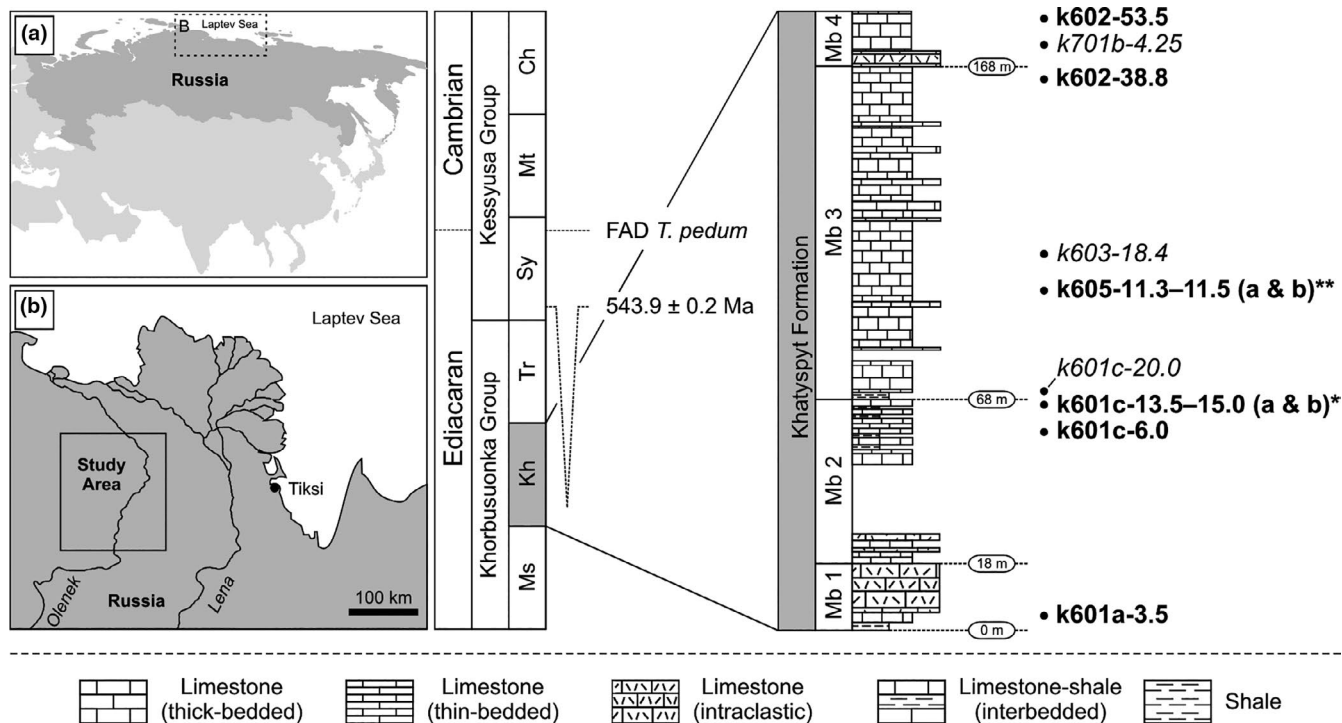 (a)
B
Laptev Sea
Russia
(b)
Laptev Sea
Study
Area
Tiksi
Olenek
Russia
Lena
100 km
Cambrian
Ediacaran
Kessyusa Group
Khorbusuonka Group
Ch
Mt
Sy
Tr
Kh
Ms
FAD T. pedum
543.9 ± 0.2 Ma
Khatyspyt Formation
Mb 4
Mb 3
Mb 2
Mb 1
168 m
68 m
18 m
0 m
k602-53.5
k701b-4.25
k602-38.8
k603-18.4
k605-11.3–11.5 (a & b)**
k601c-20.0
k601c-13.5–15.0 (a & b)*
k601c-6.0
k601a-3.5
Limestone
(thick-bedded)
Limestone
(thin-bedded)
Limestone
(intraclastic)
Limestone-shale
(interbedded)
Shale